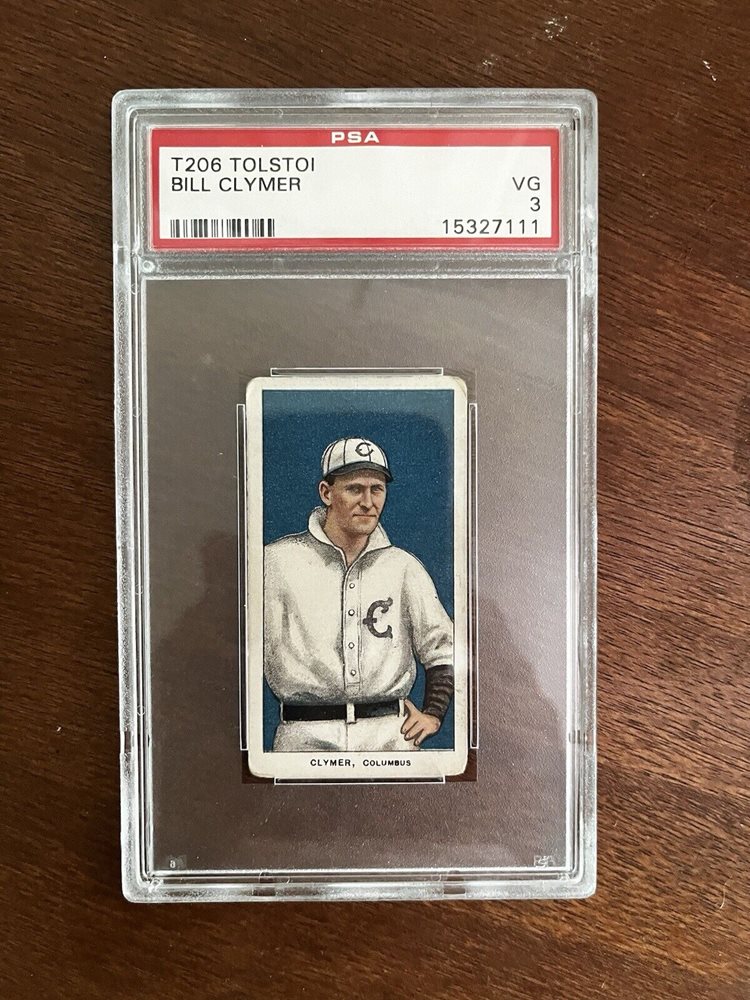 PSA
T206 TOLSTOI
BILL CLYMER VG
3
15327111
C
C
CLYMER, COLUMBUS